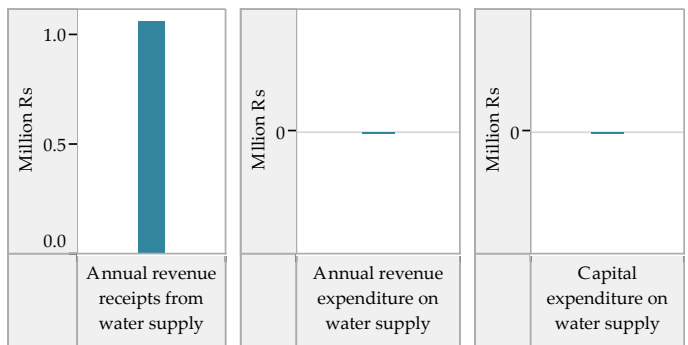 Million Rs
1.0
0.5
0.0
Annual revenue
receipts from
water supply
Mllion Rs
0
Annual revenue
expenditure on
water supply
Million Rs
0
Capital
expenditure on
water supply